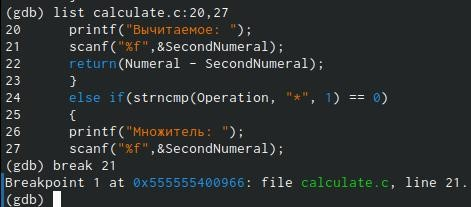 (gdb) list calculate.c:20,27
20 printf("Вычитаемое: ");
21 scanf("%f",&SecondNumeral);
22 return(Numeral - SecondNumeral);
23 }
24 else if(strncmp(Operation, "*", 1) == 0)
25 {
26 printf("Множитель: ");
27 scanf("%f",&SecondNumeral);
(gdb) break 21
Breakpoint 1 at 0x555555400966: file calculate.c, line 21.
(gdb)